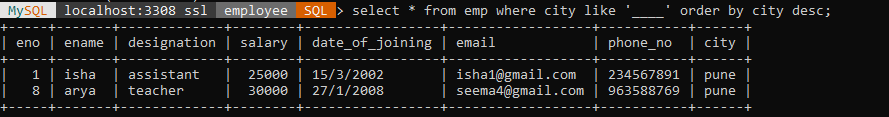 MySQL localhost:3308 ssl employee SQL > select * from emp where city like '____' order by city desc;
+-----+-------+-------------+--------+-----------------+------------------+-----------+------+
| eno | ename | designation | salary | date_of_joining | email            | phone_no  | city |
+-----+-------+-------------+--------+-----------------+------------------+-----------+------+
|   1 | isha  | assistant   |  25000 | 15/3/2002       | isha1@gmail.com  | 234567891 | pune |
|   8 | arya  | teacher     |  30000 | 27/1/2008       | seema4@gmail.com | 963588769 | pune |
+-----+-------+-------------+--------+-----------------+------------------+-----------+------+